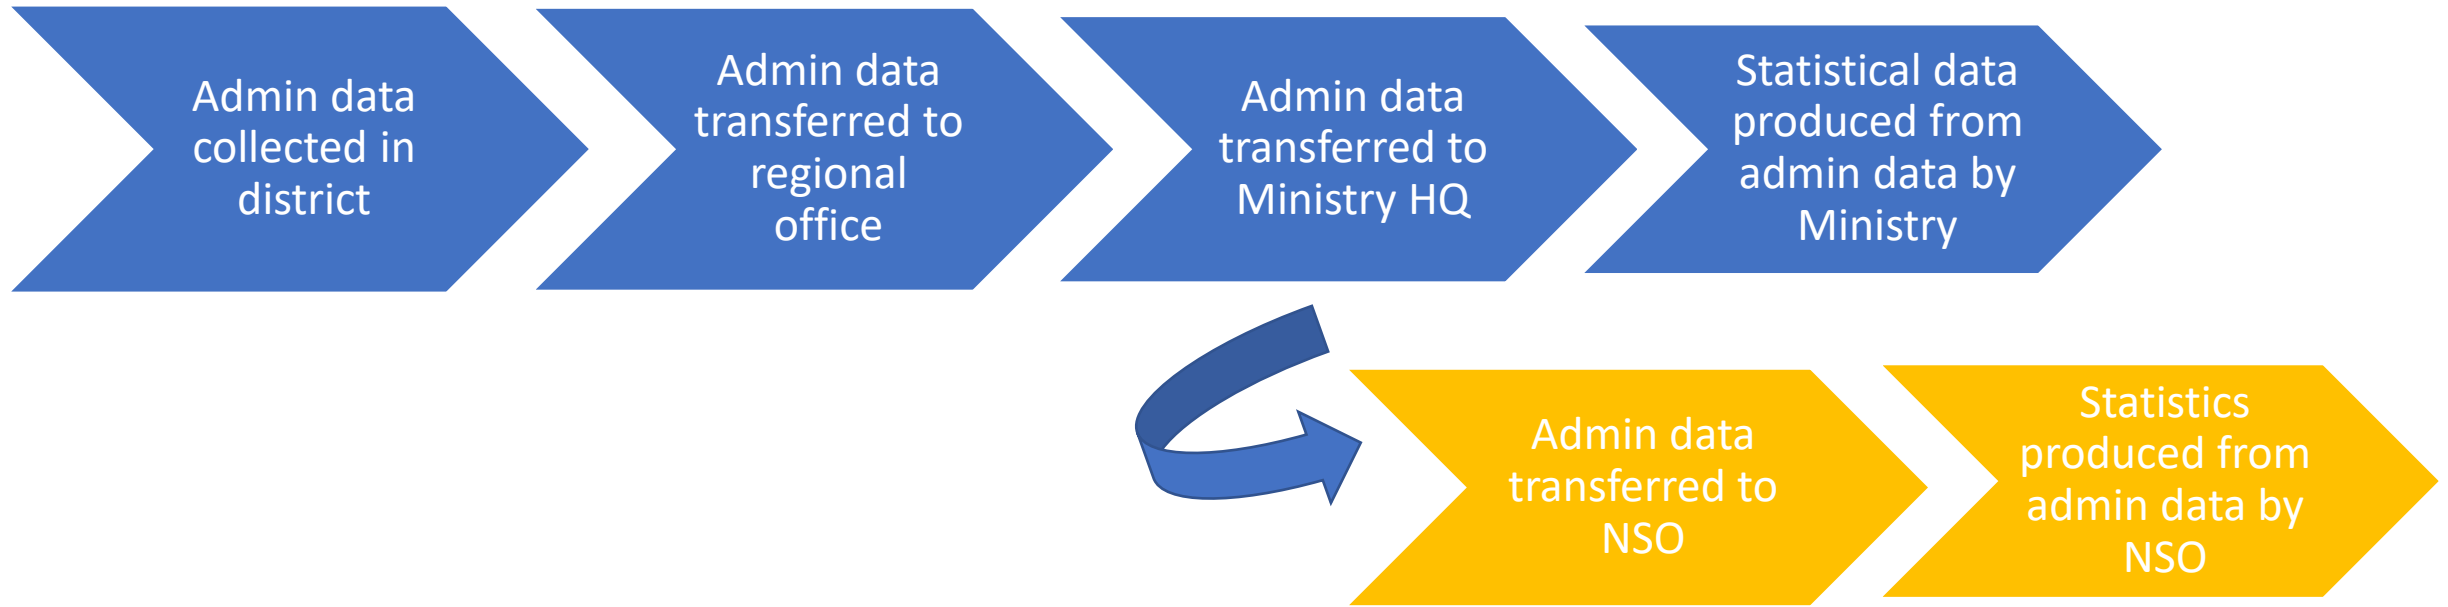 Admin data
collected in
district
Admin data
transferred to
regional
office
Admin data
transferred to
Ministry HQ
Statistical data
produced from
admin data by
Ministry
Admin data
transferred to
NSO
Statistics
produced from
admin data by
NSO